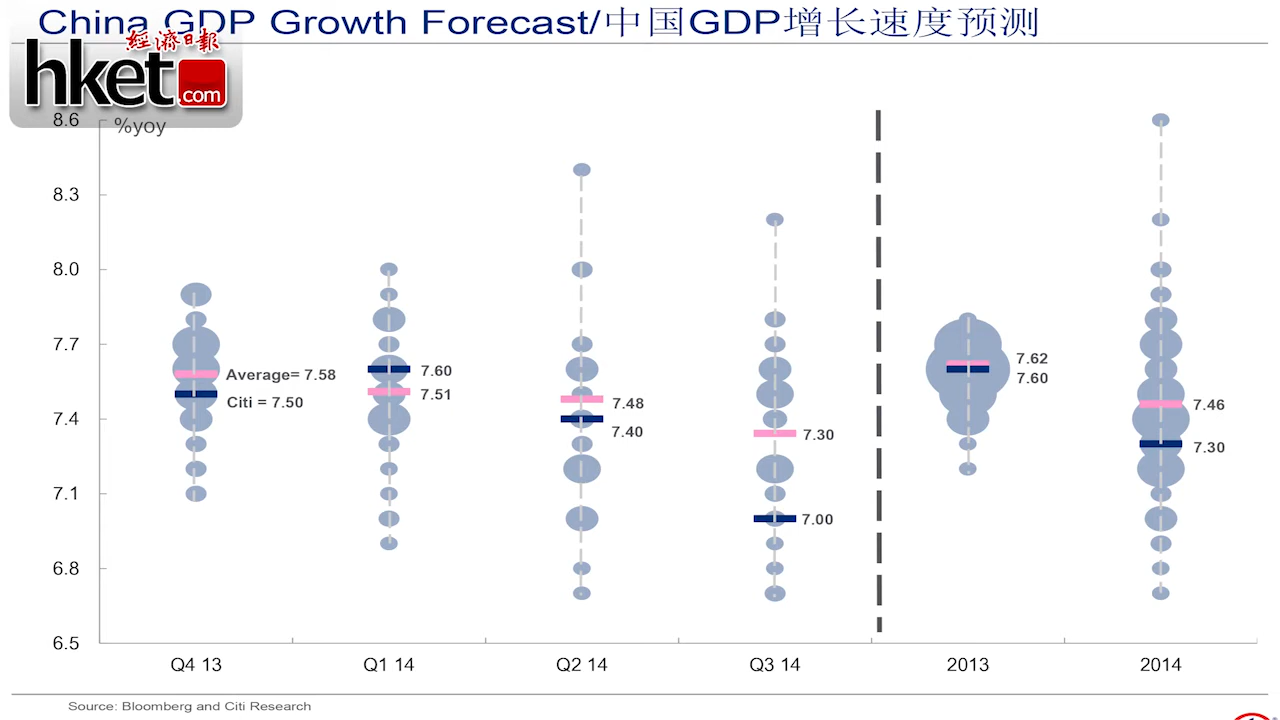 China GDP Growth Forecast/中国GDP增长速度预测
經濟日報
hket
.com
%yoy
8.6
8.3
8.0
7.7
7.4
7.1
6.8
6.5
Average= 7.58
Citi = 7.50
7.60
7.51
7.48
7.40
7.30
7.00
7.62
7.60
7.46
7.30
Q4 13
Q1 14
Q2 14
Q3 14
2013
2014
Source: Bloomberg and Citi Research